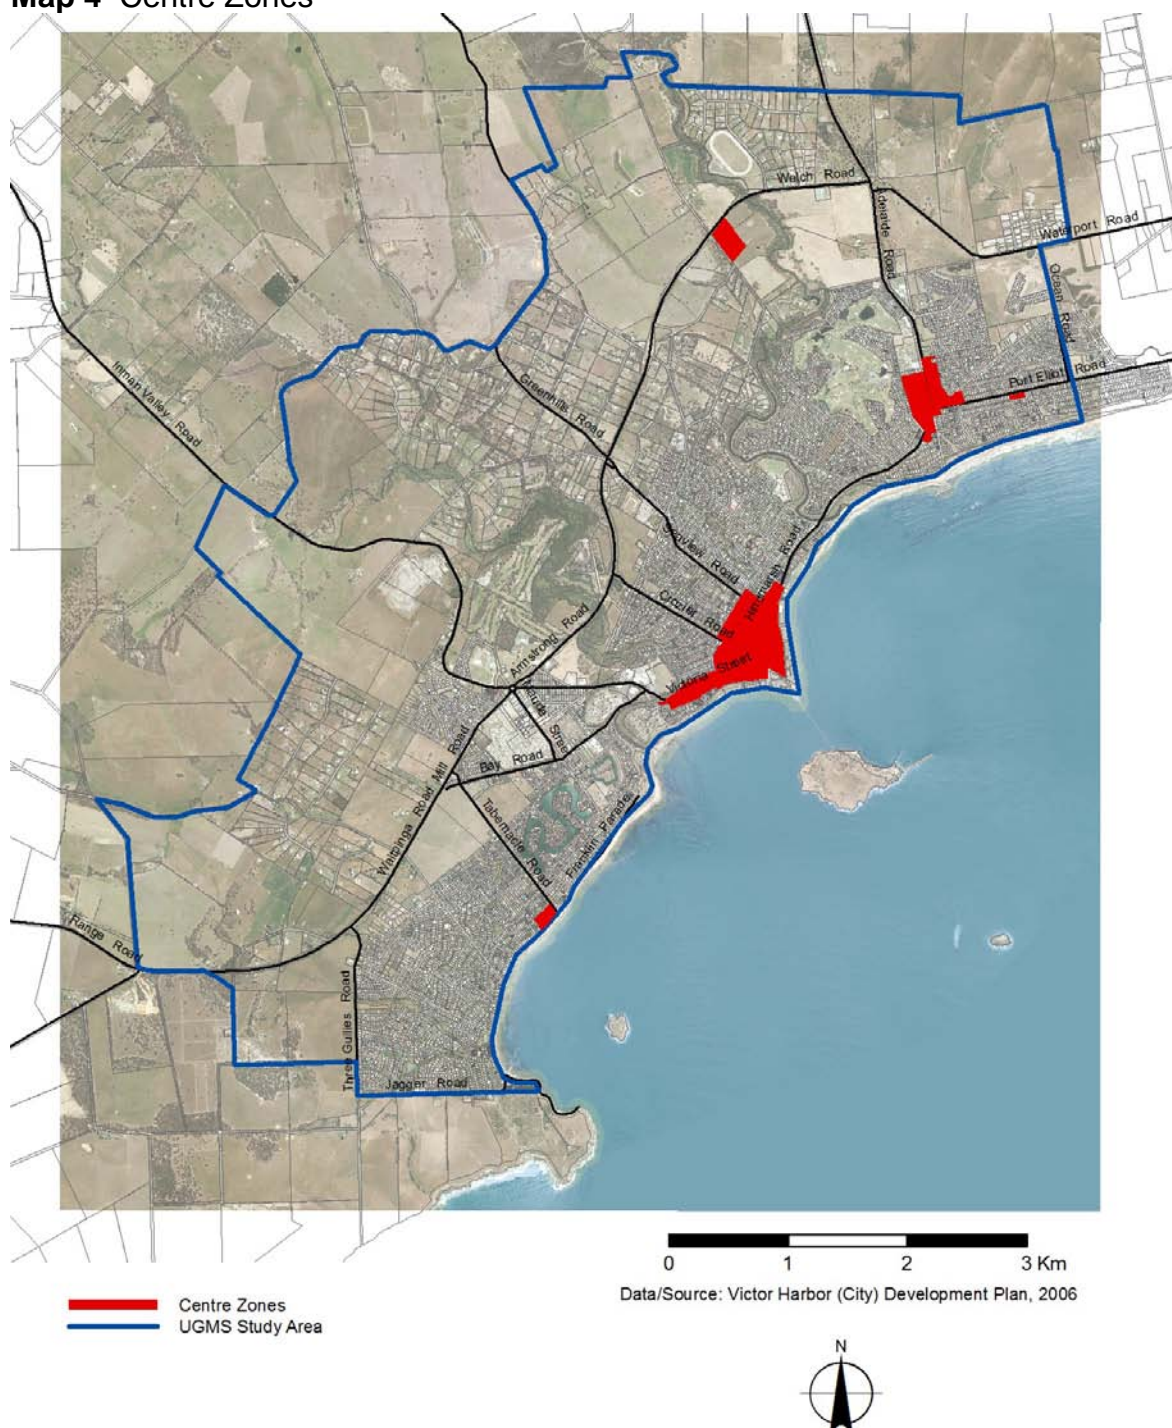 Map 4 Centre Zones
Welch Road
Adelaide Road
Waterport Road
Ocean Road
Port Elliot Road
Inman Valley Road
Greenhills Road
Seaview Road
Hindmarsh Road
Crozier Road
Armstrong Road
Victoria Street
Maude Street
Bay Road
Waitpinga Road Mill Road
Tabernacle Road
Franklin Parade
Range Road
Three Gullies Road
Jagger Road
0 1 2 3 Km
Data/Source: Victor Harbor (City) Development Plan, 2006
Centre Zones
UGMS Study Area
N